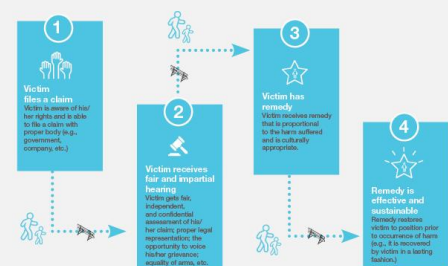 1
Victim
files a claim
Victim is aware of his/
her rights and is able
to file a claim with
proper body (e.g.,
government,
company, etc.)
2
Victim receives
fair and impartial
hearing
Victim gets fair,
independent,
and confidential
assessment of his/
her claim; proper legal
representation; the
opportunity to voice
his/her grievance;
equality of arms, etc.
3
Victim has
remedy
Victim receives remedy
that is proportional
to the harm suffered
and is culturally
appropriate.
4
Remedy is
effective and
sustainable
Remedy restores
victim to position prior
to occurrence of harm
(e.g., it is recovered
by victim in a lasting
fashion.)